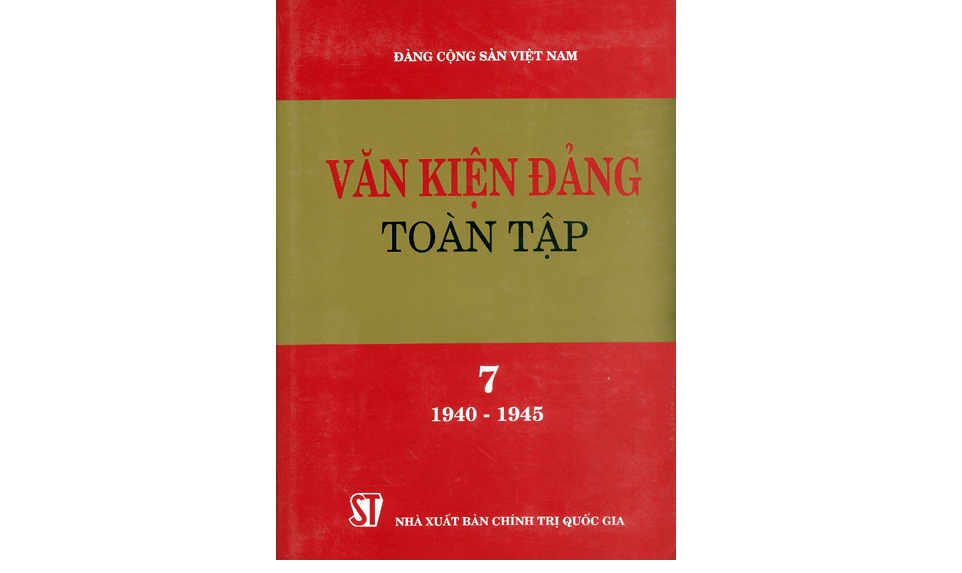 ĐẢNG CỘNG SẢN VIỆT NAM
VĂN KIỆN ĐẢNG
TOÀN TẬP
7
1940 - 1945
ST
NHÀ XUẤT BẢN CHÍNH TRỊ QUỐC GIA